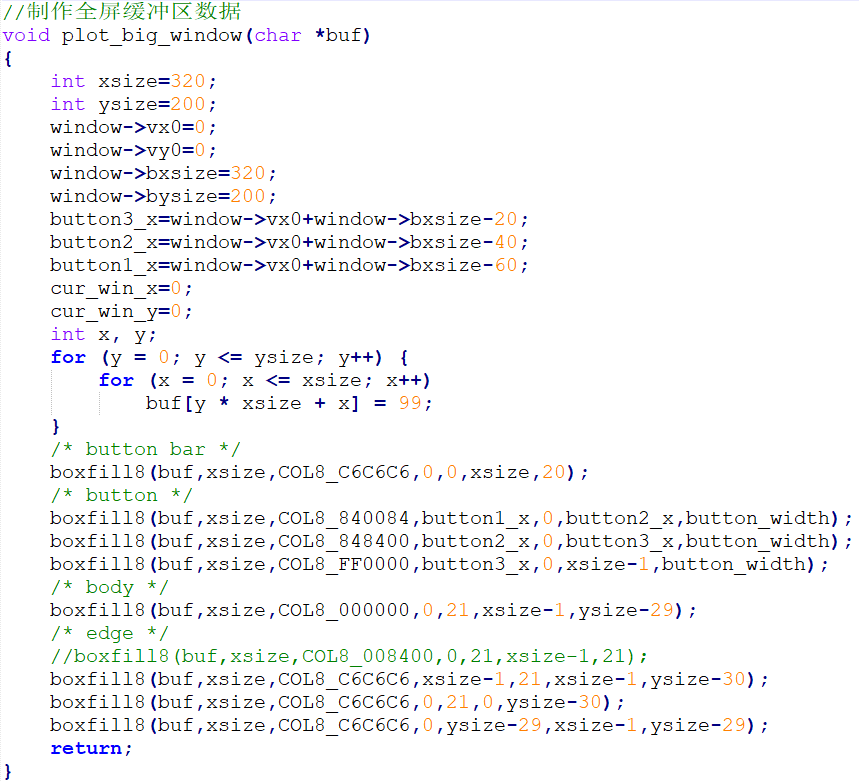 //制作全屏缓冲区数据
void plot_big_window(char *buf)
{
    int xsize=320;
    int ysize=200;
    window->vx0=0;
    window->vy0=0;
    window->bxsize=320;
    window->bysize=200;
    button3_x=window->vx0+window->bxsize-20;
    button2_x=window->vx0+window->bxsize-40;
    button1_x=window->vx0+window->bxsize-60;
    cur_win_x=0;
    cur_win_y=0;
    int x, y;
    for (y = 0; y <= ysize; y++) {
        for (x = 0; x <= xsize; x++)
            buf[y * xsize + x] = 99;
    }
    /* button bar */
    boxfill8(buf,xsize,COL8_C6C6C6,0,0,xsize,20);
    /* button */
    boxfill8(buf,xsize,COL8_840084,button1_x,0,button2_x,button_width);
    boxfill8(buf,xsize,COL8_848400,button2_x,0,button3_x,button_width);
    boxfill8(buf,xsize,COL8_FF0000,button3_x,0,xsize-1,button_width);
    /* body */
    boxfill8(buf,xsize,COL8_000000,0,21,xsize-1,ysize-29);
    /* edge */
    //boxfill8(buf,xsize,COL8_008400,0,21,xsize-1,21);
    boxfill8(buf,xsize,COL8_C6C6C6,xsize-1,21,xsize-1,ysize-30);
    boxfill8(buf,xsize,COL8_C6C6C6,0,21,0,ysize-30);
    boxfill8(buf,xsize,COL8_C6C6C6,0,ysize-29,xsize-1,ysize-29);
    return;
}